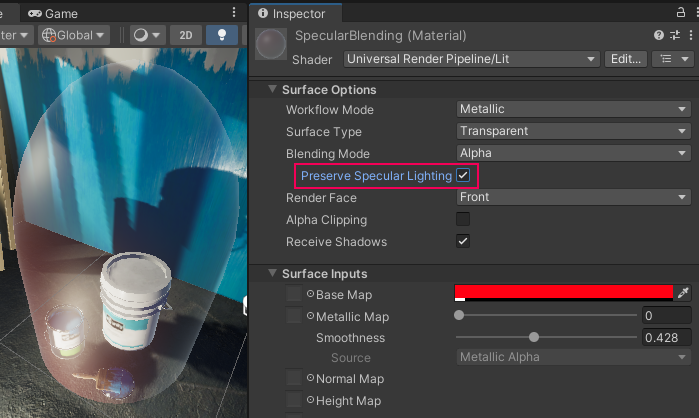 Game
ter
Global
2D
Inspector
SpecularBlending (Material)
Shader
Universal Render Pipeline/Lit
Edit...
Surface Options
Workflow Mode
Metallic
Surface Type
Transparent
Blending Mode
Alpha
Preserve Specular Lighting
Render Face
Front
Alpha Clipping
Receive Shadows
Surface Inputs
Base Map
Metallic Map
0
Smoothness
0.428
Source
Metallic Alpha
Normal Map
Height Map